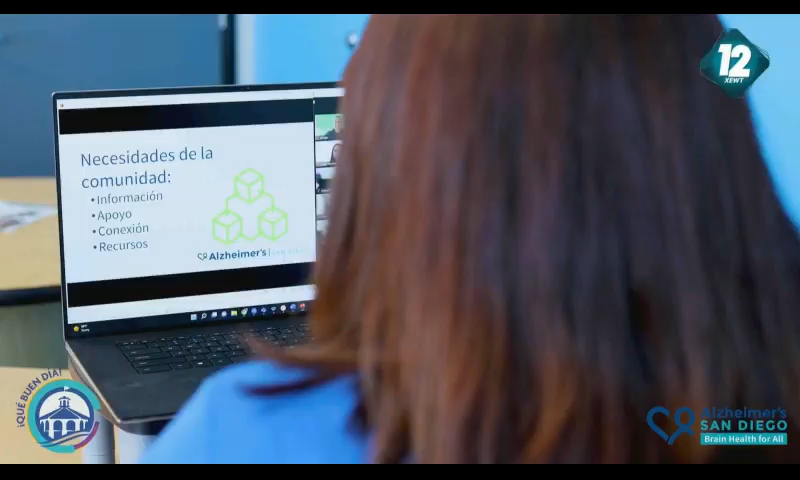 12
XEWT
Necesidades de la
comunidad:
• Información
• Apoyo
• Conexión
• Recursos
Alzheimer's
¡QUÉ BUEN DÍA!
Alzheimer's
SAN DIEGO
Brain Health for All